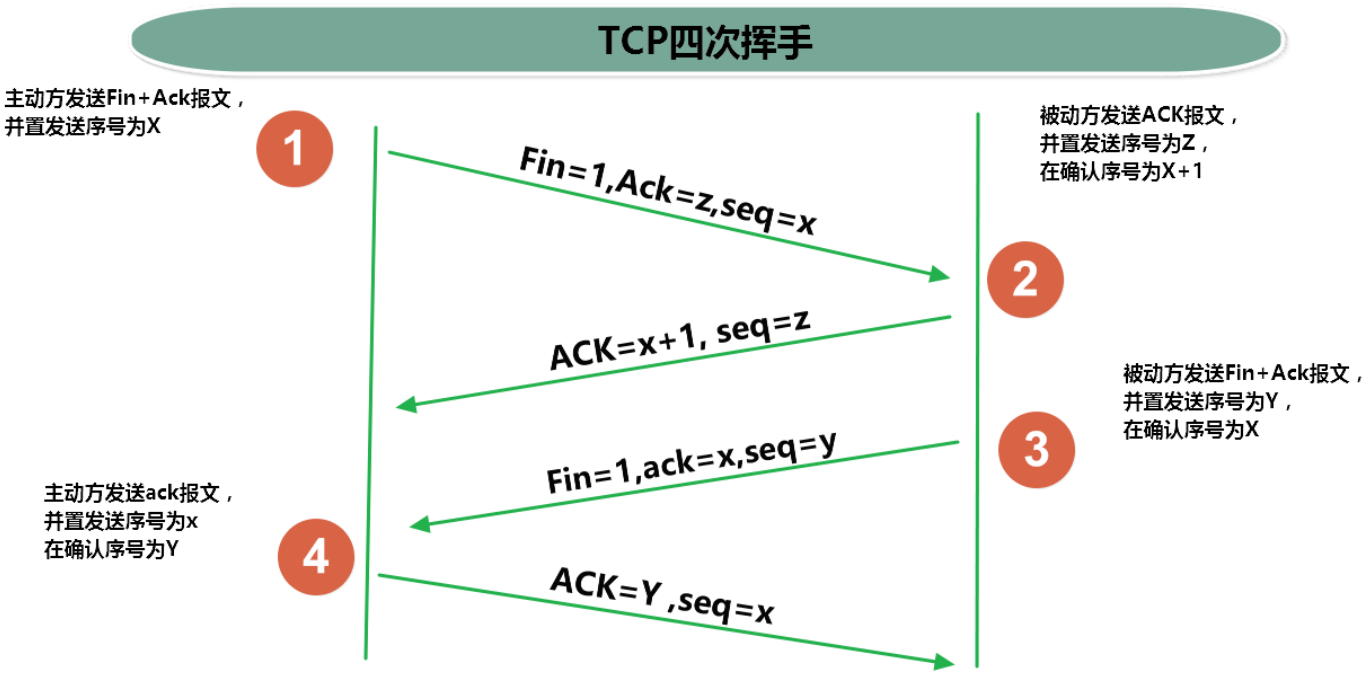 TCP四次挥手
主动方发送Fin+Ack报文，
并置发送序号为X
1
被动方发送ACK报文，
并置发送序号为Z，
在确认序号为X+1
Fin=1,Ack=z,seq=x
2
ACK=x+1, seq=z
被动方发送Fin+Ack报文，
并置发送序号为Y，
在确认序号为X
3
Fin=1,ack=x,seq=y
主动方发送ack报文，
并置发送序号为x
在确认序号为Y
4
ACK=Y ,seq=x